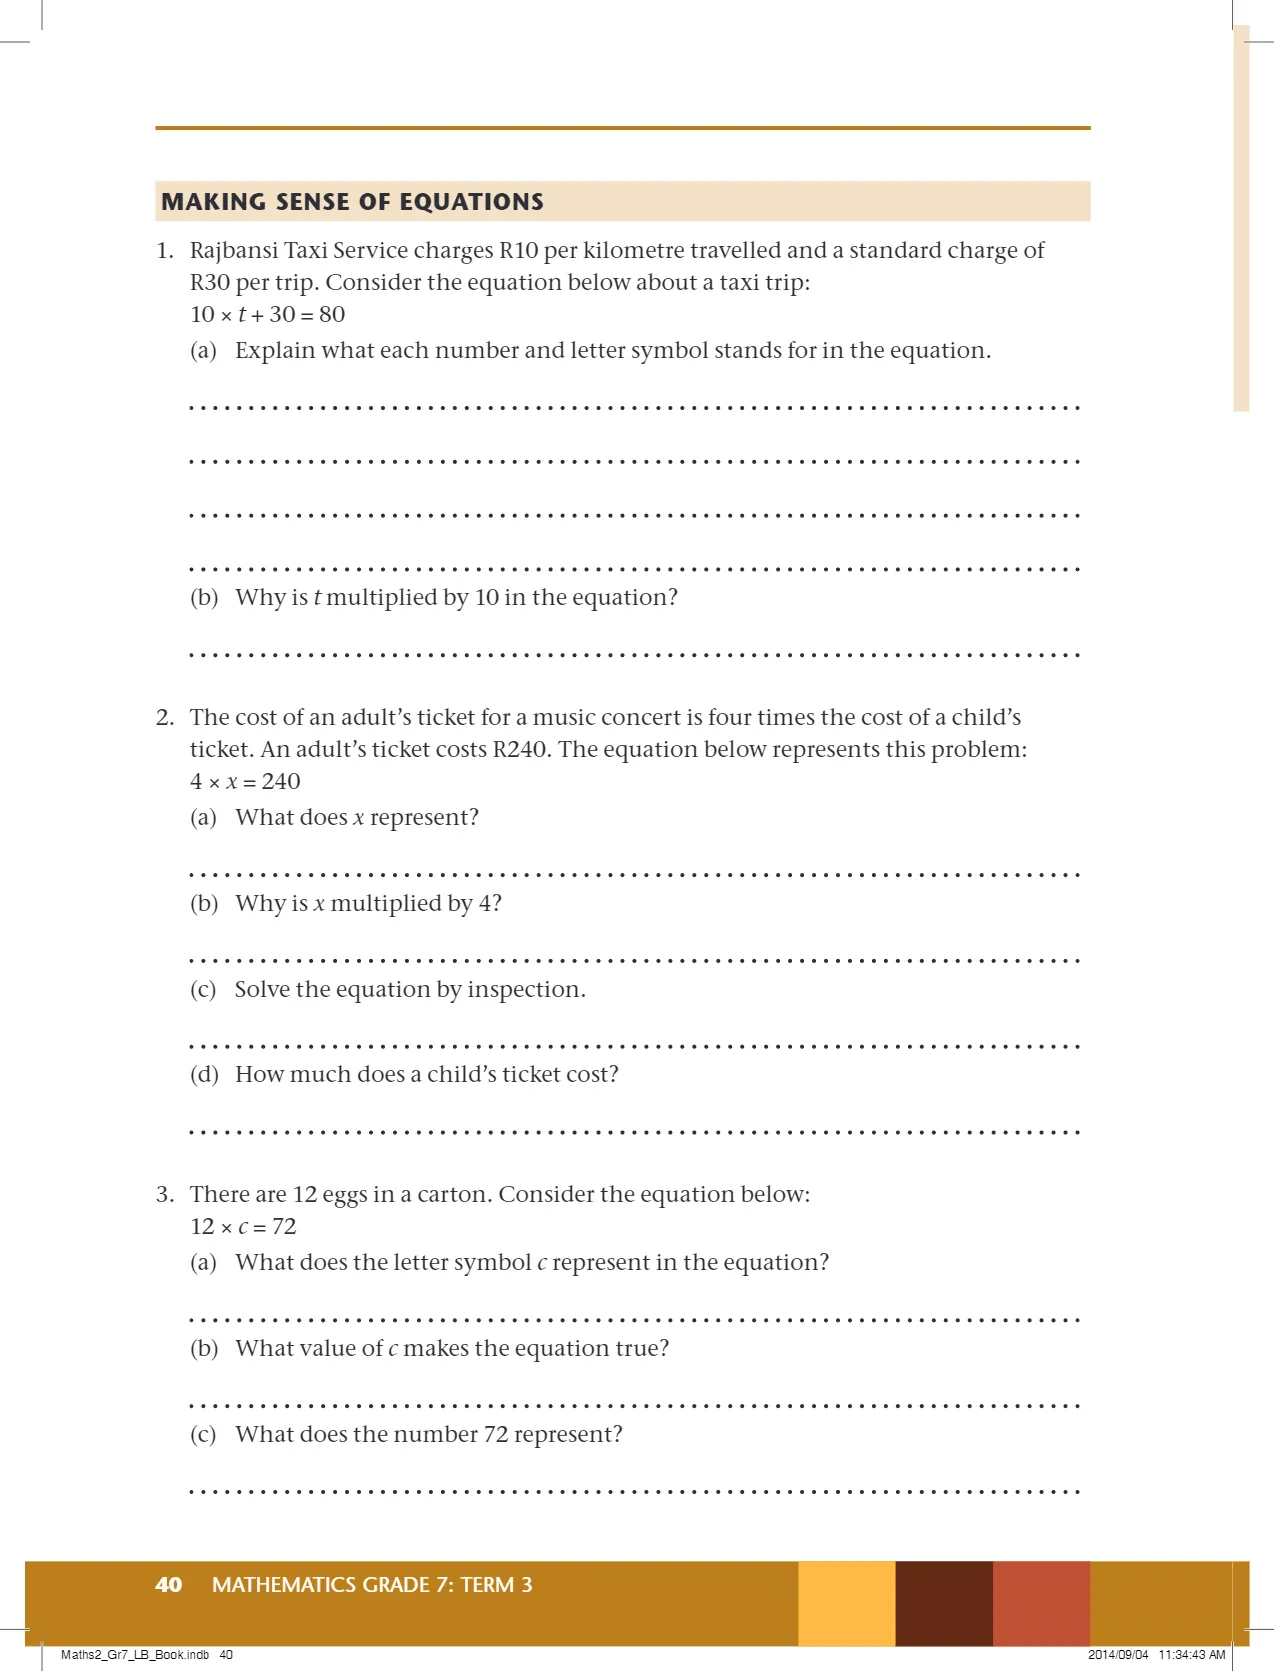 MAKING SENSE OF EQUATIONS
1. Rajbansi Taxi Service charges R10 per kilometre travelled and a standard charge of
R30 per trip. Consider the equation below about a taxi trip:
10 × t + 30 = 80
(a) Explain what each number and letter symbol stands for in the equation.
(b) Why is t multiplied by 10 in the equation?
2. The cost of an adult’s ticket for a music concert is four times the cost of a child’s
ticket. An adult’s ticket costs R240. The equation below represents this problem:
4 × x = 240
(a) What does x represent?
(b) Why is x multiplied by 4?
(c) Solve the equation by inspection.
(d) How much does a child’s ticket cost?
3. There are 12 eggs in a carton. Consider the equation below:
12 × c = 72
(a) What does the letter symbol c represent in the equation?
(b) What value of c makes the equation true?
(c) What does the number 72 represent?
40 MATHEMATICS GRADE 7: TERM 3
Maths2_Gr7_LB_Book.indb 40
2014/09/04 11:34:43 AM